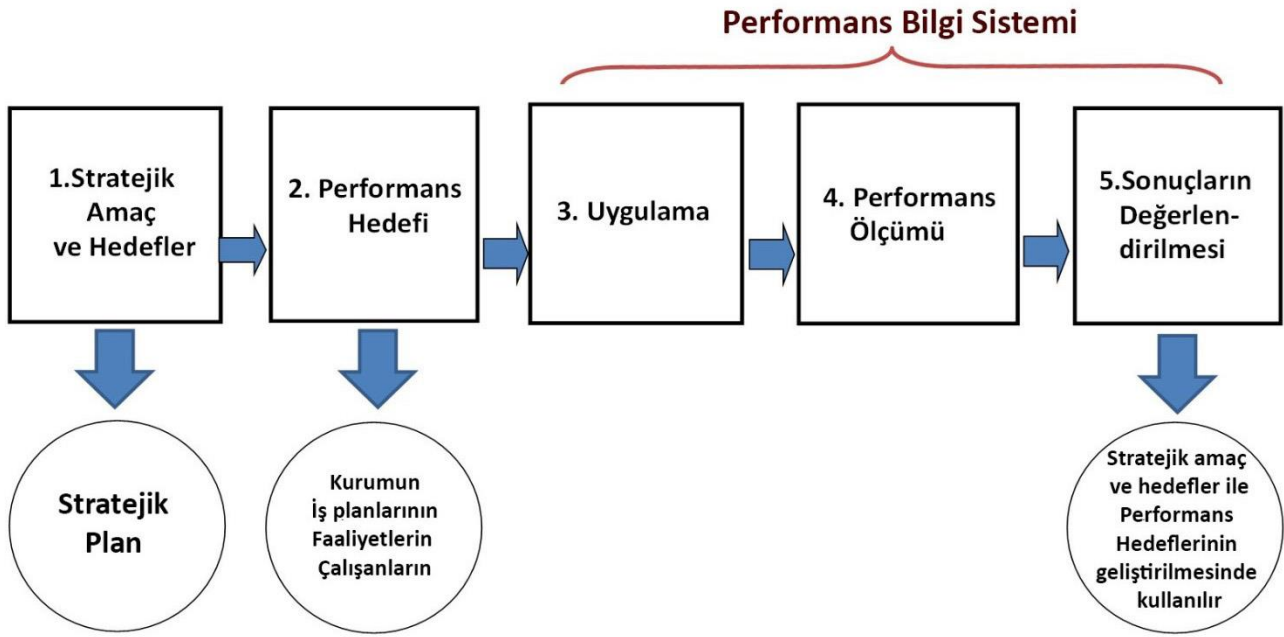 Performans Bilgi Sistemi
1.Stratejik
Amaç
ve Hedefler
2. Performans
Hedefi
3. Uygulama
4. Performans
Ölçümü
5.Sonuçların
Değerlen-
dirilmesi
Stratejik
Plan
Kurumun
İş planlarının
Faaliyetlerin
Çalışanların
Stratejik amaç
ve hedefler ile
Performans
Hedeflerinin
geliştirilmesinde
kullanılır